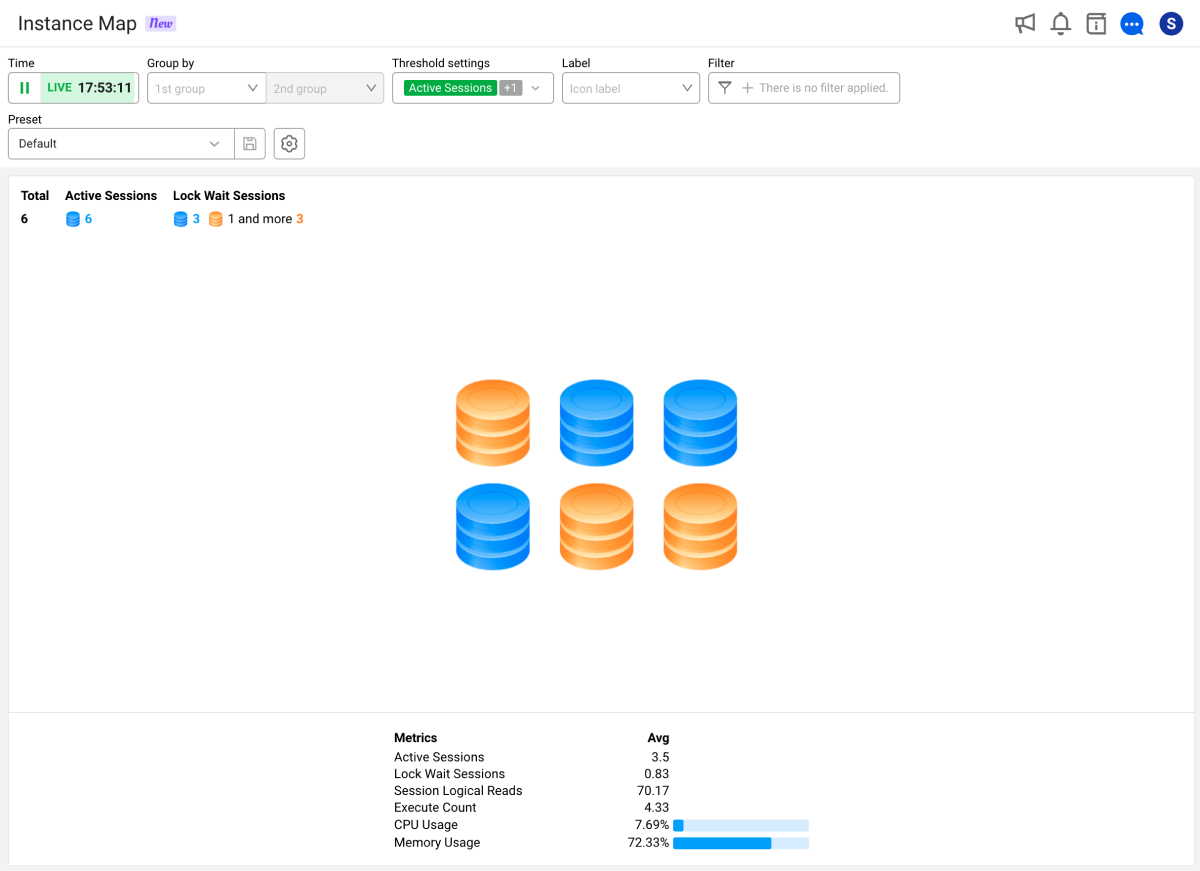 Instance Map New
S
Time
Group by
Threshold settings
Label
Filter
LIVE 17:53:11
1st group
2nd group
Active Sessions +1
Icon label
There is no filter applied.
Preset
Default
Total Active Sessions Lock Wait Sessions
6 6 3 1 and more 3
Metrics Avg
Active Sessions 3.5
Lock Wait Sessions 0.83
Session Logical Reads 70.17
Execute Count 4.33
CPU Usage 7.69%
Memory Usage 72.33%